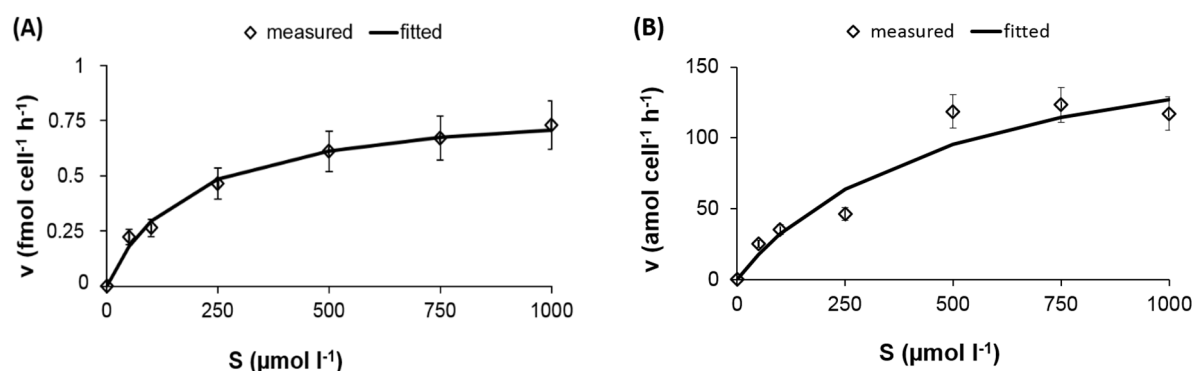 (A)
measured fitted
v (fmol cell⁻¹ h⁻¹)
1
0.75
0.5
0.25
0
0 250 500 750 1000
S (µmol l⁻¹)
(B)
measured fitted
v (amol cell⁻¹ h⁻¹)
150
100
50
0
0 250 500 750 1000
S (µmol l⁻¹)